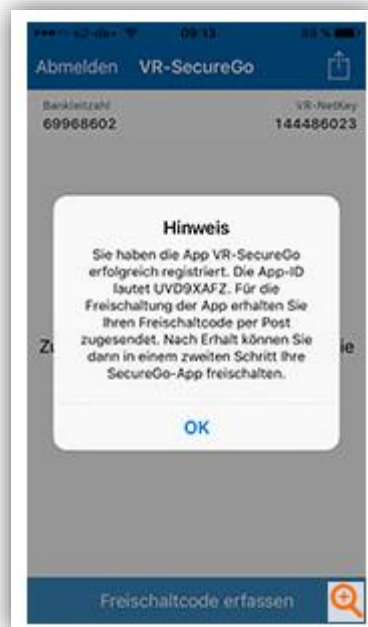 09:13
Abmelden VR-SecureGo
Bankleitzahl VR-NetKey
69968602 144486023
Hinweis
Sie haben die App VR-SecureGo
erfolgreich registriert. Die App-ID
lautet UVD9XAFZ. Für die
Freischaltung der App erhalten Sie
Ihren Freischaltcode per Post
zugesendet. Nach Erhalt können Sie
dann in einem zweiten Schritt Ihre
SecureGo-App freischalten.
OK
Freischaltcode erfassen